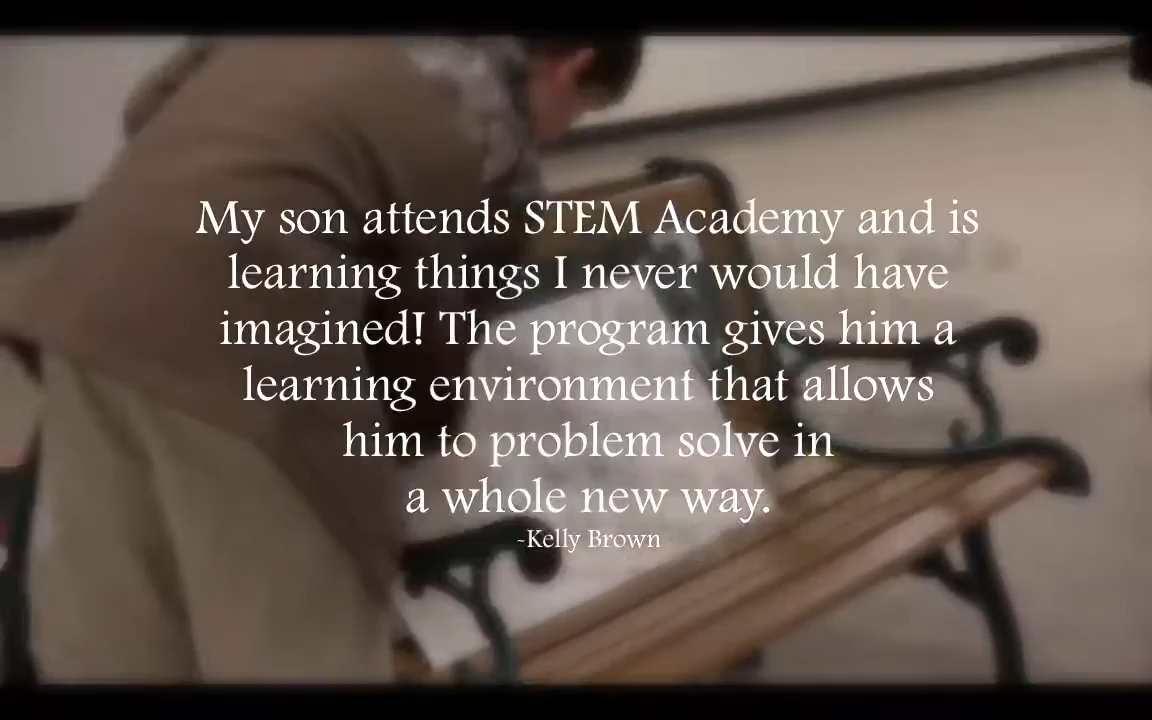 My son attends STEM Academy and is
learning things I never would have
imagined! The program gives him a
learning environment that allows
him to problem solve in
a whole new way.
~Kelly Brown